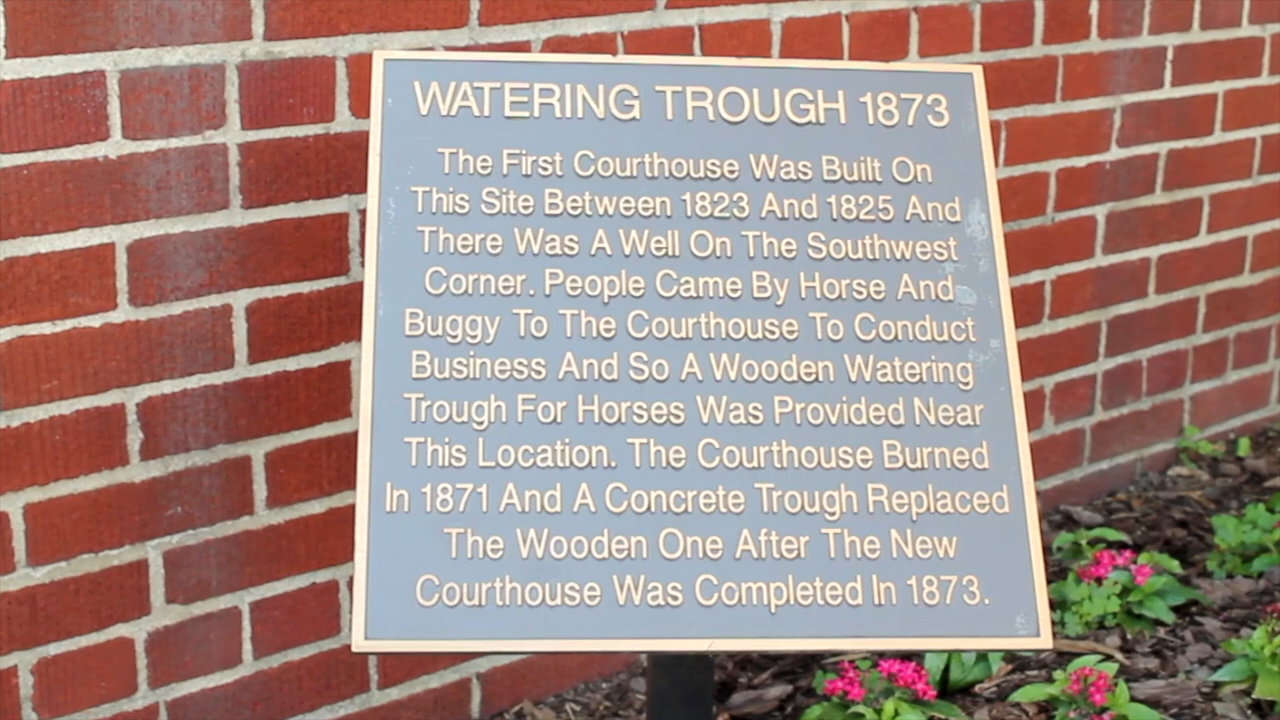 WATERING TROUGH 1873
The First Courthouse Was Built On
This Site Between 1823 And 1825 And
There Was A Well On The Southwest
Corner. People Came By Horse And
Buggy To The Courthouse To Conduct
Business And So A Wooden Watering
Trough For Horses Was Provided Near
This Location. The Courthouse Burned
In 1871 And A Concrete Trough Replaced
The Wooden One After The New
Courthouse Was Completed In 1873.